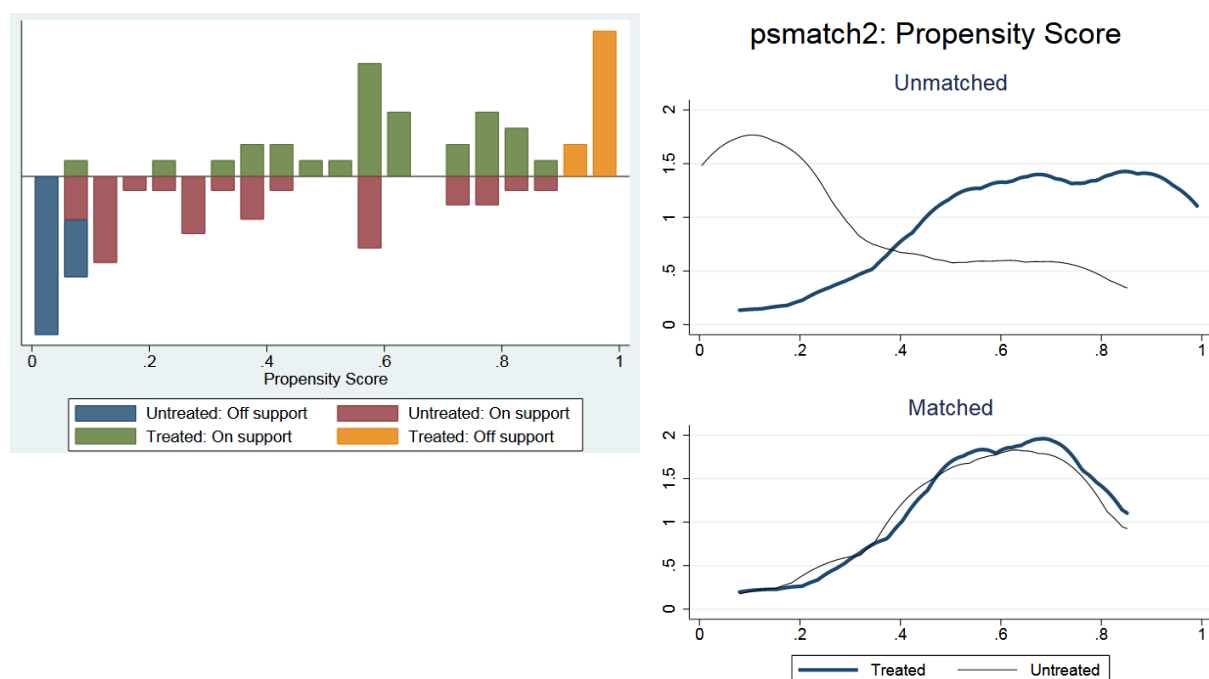 0 .2 .4 .6 .8 1
Propensity Score
Untreated: Off support Untreated: On support
Treated: On support Treated: Off support
psmatch2: Propensity Score
Unmatched
2
1.5
1
.5
0
0 .2 .4 .6 .8 1
Matched
2
1.5
1
.5
0
0 .2 .4 .6 .8 1
Treated Untreated